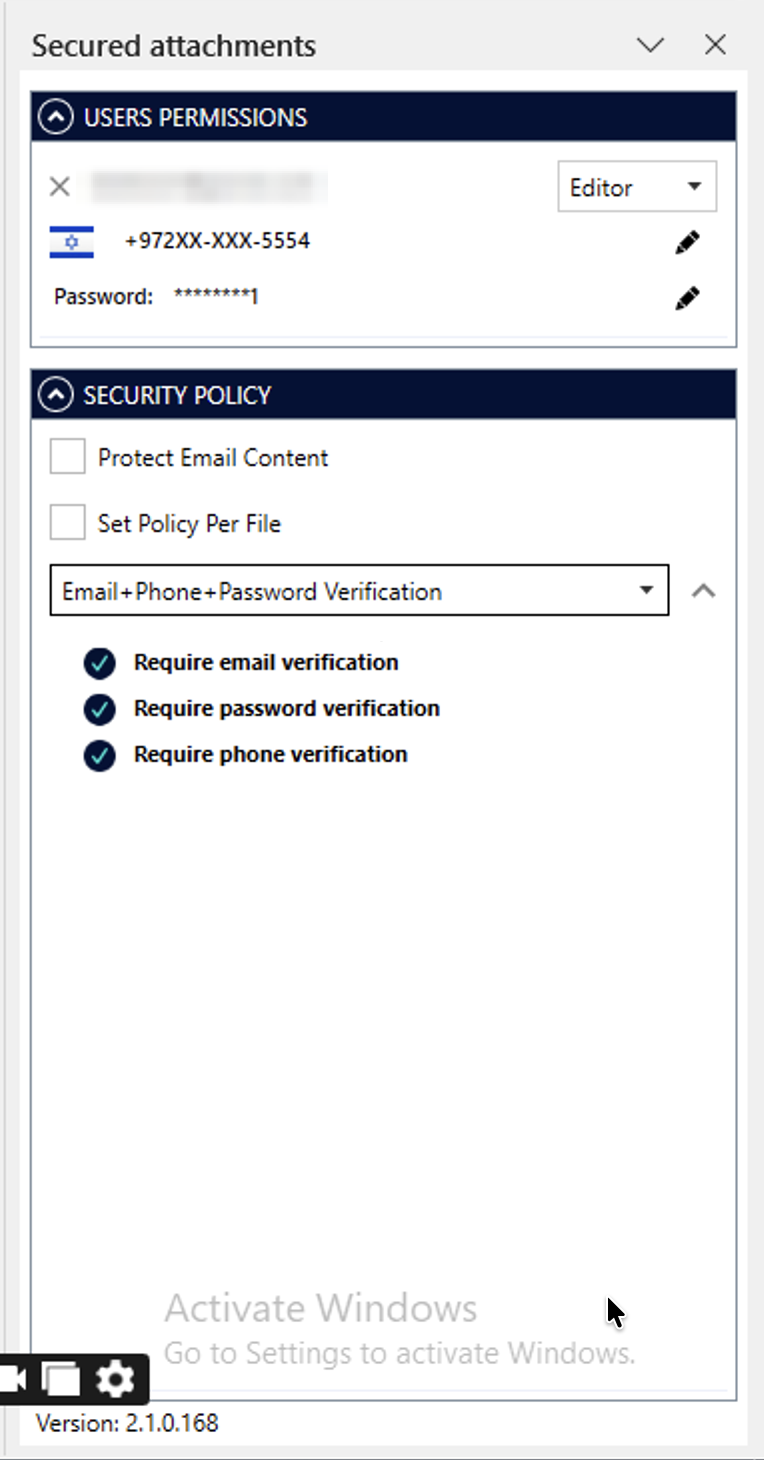 Secured attachments
USERS PERMISSIONS
Editor
+972XX-XXX-5554
Password: ********1
SECURITY POLICY
Protect Email Content
Set Policy Per File
Email+Phone+Password Verification
Require email verification
Require password verification
Require phone verification
Activate Windows
Go to Settings to activate Windows.
Version: 2.1.0.168